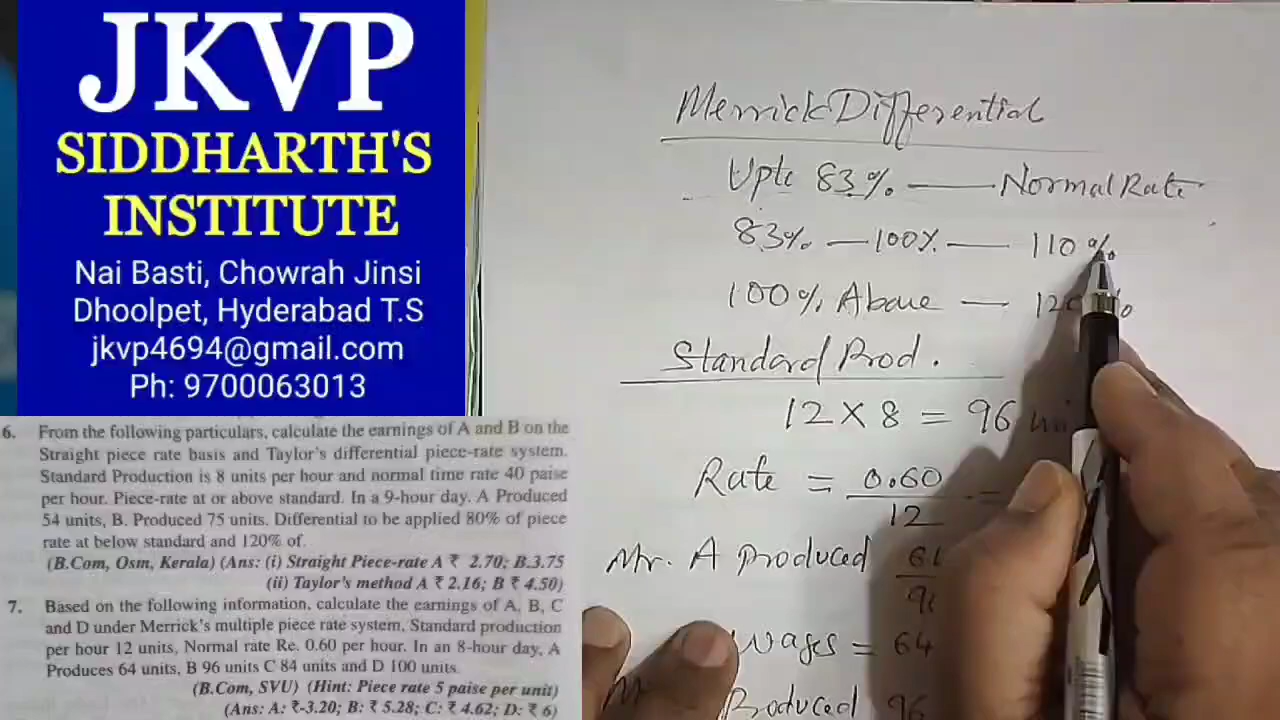 JKVP
SIDDHARTH'S
INSTITUTE
Nai Basti, Chowrah Jinsi
Dhoolpet, Hyderabad T.S
jkvp4694@gmail.com
Ph: 9700063013
6. From the following particulars, calculate the earnings of A and B on the
Straight piece rate basis and Taylor's differential piece-rate system.
Standard Production is 8 units per hour and normal time rate 40 paise
per hour. Piece-rate at or above standard. In a 9-hour day. A Produced
54 units, B. Produced 75 units. Differential to be applied 80% of piece
rate at below standard and 120% of.
(B.Com, Osm, Kerala) (Ans: (i) Straight Piece-rate A ₹ 2.70; B.3.75
(ii) Taylor's method A ₹ 2.16; B ₹ 4.50)
7. Based on the following information, calculate the earnings of A, B, C
and D under Merrick's multiple piece rate system, Standard production
per hour 12 units, Normal rate Re. 0.60 per hour. In an 8-hour day, A
Produces 64 units, B 96 units C 84 units and D 100 units.
(B.Com, SVU) (Hint: Piece rate 5 paise per unit)
(Ans: A: ₹-3.20; B: ₹ 5.28; C: ₹ 4.62; D: ₹ 6)
Merrick Differential
Upto 83% — Normal Rate
83% — 100% — 110%
100% Above — 12 %
Standard Prod.
12 X 8 = 96
Rate = 0.60 =
12
Mr. A Produced
Wages = 64
Produced 96